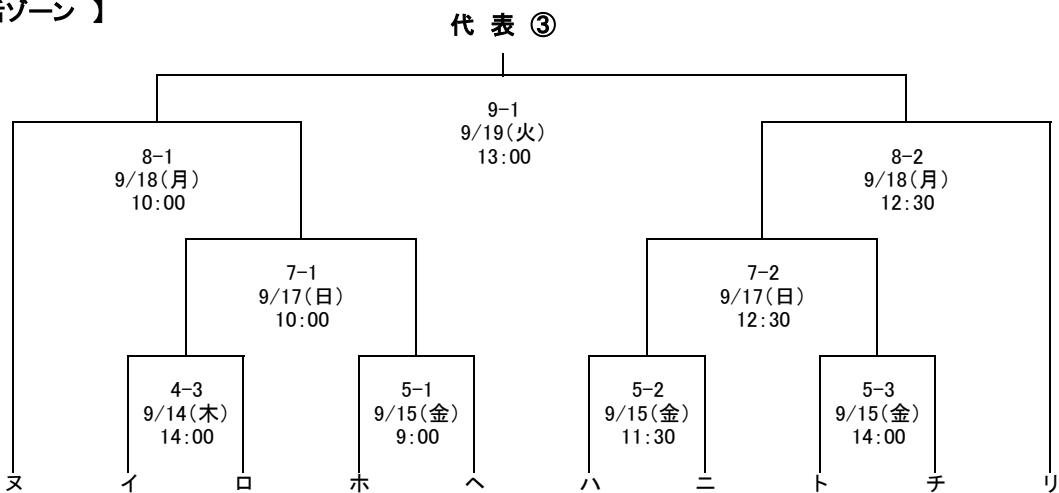 ゾーン 】
代 表 ③
9-1
9/19(火)
13:00
8-1
9/18(月)
10:00
8-2
9/18(月)
12:30
7-1
9/17(日)
10:00
7-2
9/17(日)
12:30
4-3
9/14(木)
14:00
5-1
9/15(金)
9:00
5-2
9/15(金)
11:30
5-3
9/15(金)
14:00
ヌ イ ロ ホ ヘ ハ ニ ト チ リ